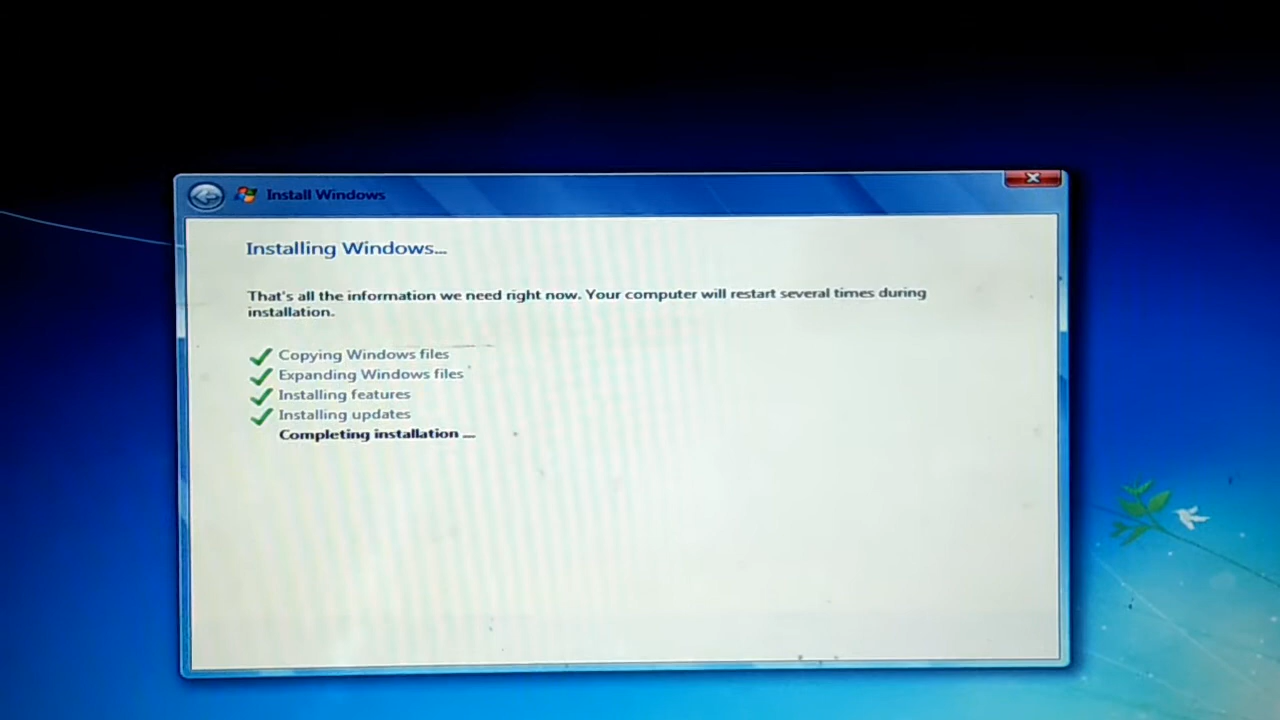 Install Windows
Installing Windows...
That's all the information we need right now. Your computer will restart several times during
installation.
Copying Windows files
Expanding Windows files
Installing features
Installing updates
Completing installation ...